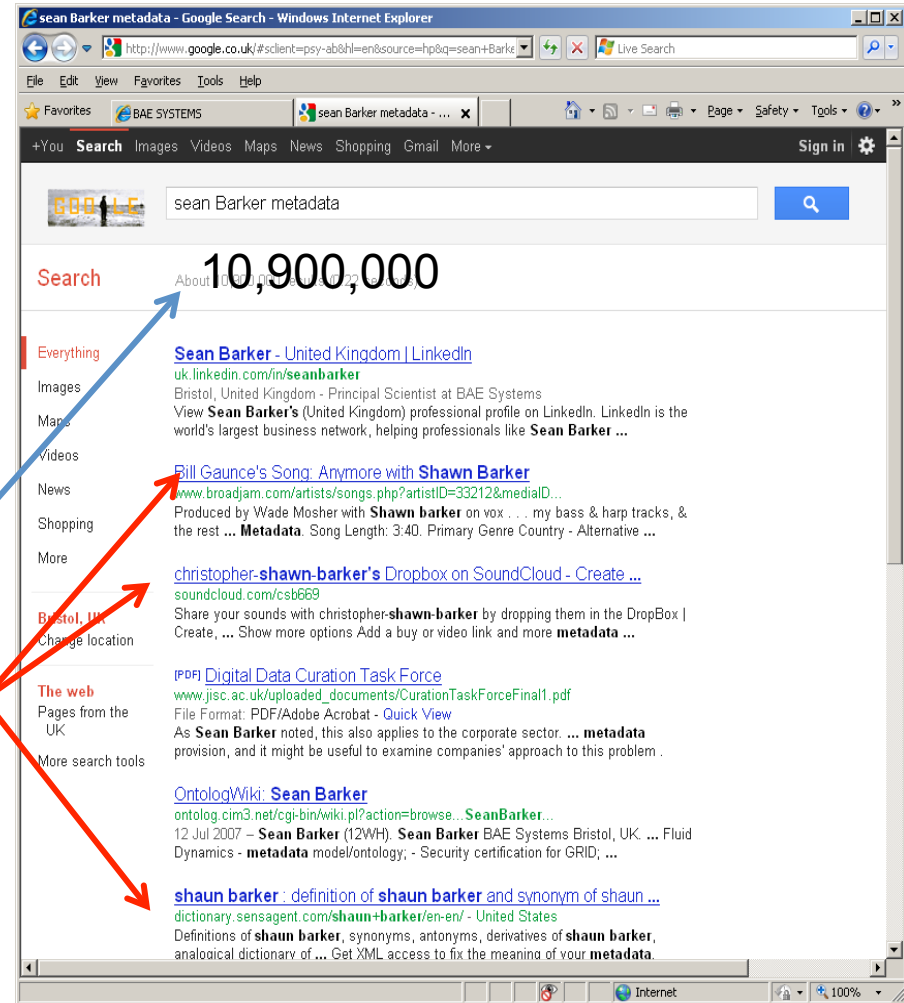 sean Barker metadata - Google Search - Windows Internet Explorer
http://www.google.co.uk/#sclient=psy-ab&hl=en&source=hp&q=sean+Barke
Live Search
File Edit View Favorites Tools Help
Favorites BAE SYSTEMS sean Barker metadata - ... x Page Safety Tools »
+You Search Images Videos Maps News Shopping Gmail More Sign in
GOOGLE
sean Barker metadata
Search
About 10,900,000 results (0.22 seconds)
10,900,000
Everything
Images
Maps
Videos
News
Shopping
More
Bristol, UK
Change location
The web
Pages from the
UK
More search tools
Sean Barker - United Kingdom | LinkedIn
uk.linkedin.com/in/seanbarker
Bristol, United Kingdom - Principal Scientist at BAE Systems
View Sean Barker's (United Kingdom) professional profile on LinkedIn. LinkedIn is the
world's largest business network, helping professionals like Sean Barker ...
Bill Gaunce's Song: Anymore with Shawn Barker
www.broadjam.com/artists/songs.php?artistID=33212&mediaID...
Produced by Wade Mosher with Shawn barker on vox . . . my bass & harp tracks, &
the rest ... Metadata. Song Length: 3:40. Primary Genre Country - Alternative ...
christopher-shawn-barker's Dropbox on SoundCloud - Create ...
soundcloud.com/csb669
Share your sounds with christopher-shawn-barker by dropping them in the DropBox |
Create, ... Show more options Add a buy or video link and more metadata ...
[PDF] Digital Data Curation Task Force
www.jisc.ac.uk/uploaded_documents/CurationTaskForceFinal1.pdf
File Format: PDF/Adobe Acrobat - Quick View
As Sean Barker noted, this also applies to the corporate sector. ... metadata
provision, and it might be useful to examine companies' approach to this problem .
OntologWiki: Sean Barker
ontolog.cim3.net/cgi-bin/wiki.pl?action=browse...SeanBarker...
12 Jul 2007 – Sean Barker (12WH). Sean Barker BAE Systems Bristol, UK. ... Fluid
Dynamics - metadata model/ontology; - Security certification for GRID; ...
shaun barker : definition of shaun barker and synonym of shaun ...
dictionary.sensagent.com/shaun+barker/en-en/ - United States
Definitions of shaun barker, synonyms, antonyms, derivatives of shaun barker,
analogical dictionary of ... Get XML access to fix the meaning of your metadata.
Internet 100%